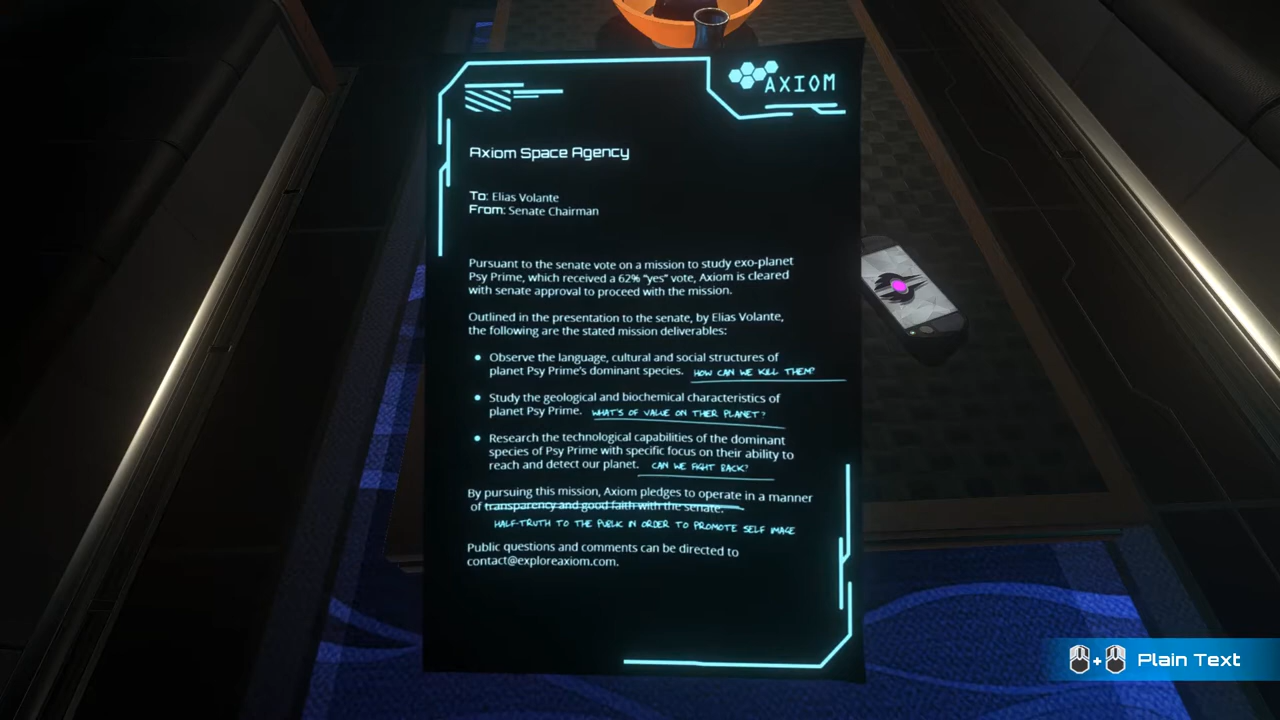 AXIOM
Axiom Space Agency
To: Elias Volante
From: Senate Chairman
Pursuant to the senate vote on a mission to study exo-planet
Psy Prime, which received a 62% "yes" vote, Axiom is cleared
with senate approval to proceed with the mission.
Outlined in the presentation to the senate, by Elias Volante,
the following are the stated mission deliverables:
• Observe the language, cultural and social structures of
planet Psy Prime's dominant species. HOW CAN WE KILL THEM?
• Study the geological and biochemical characteristics of
planet Psy Prime. WHAT'S OF VALUE ON THER PLANET?
• Research the technological capabilities of the dominant
species of Psy Prime with specific focus on their ability to
reach and detect our planet. CAN WE FIGHT BACK?
By pursuing this mission, Axiom pledges to operate in a manner
of transparency and good faith with the senate.
HALF-TRUTH TO THE PUBLIC IN ORDER TO PROMOTE SELF IMAGE
Public questions and comments can be directed to
contact@exploreaxiom.com.
+ Plain Text